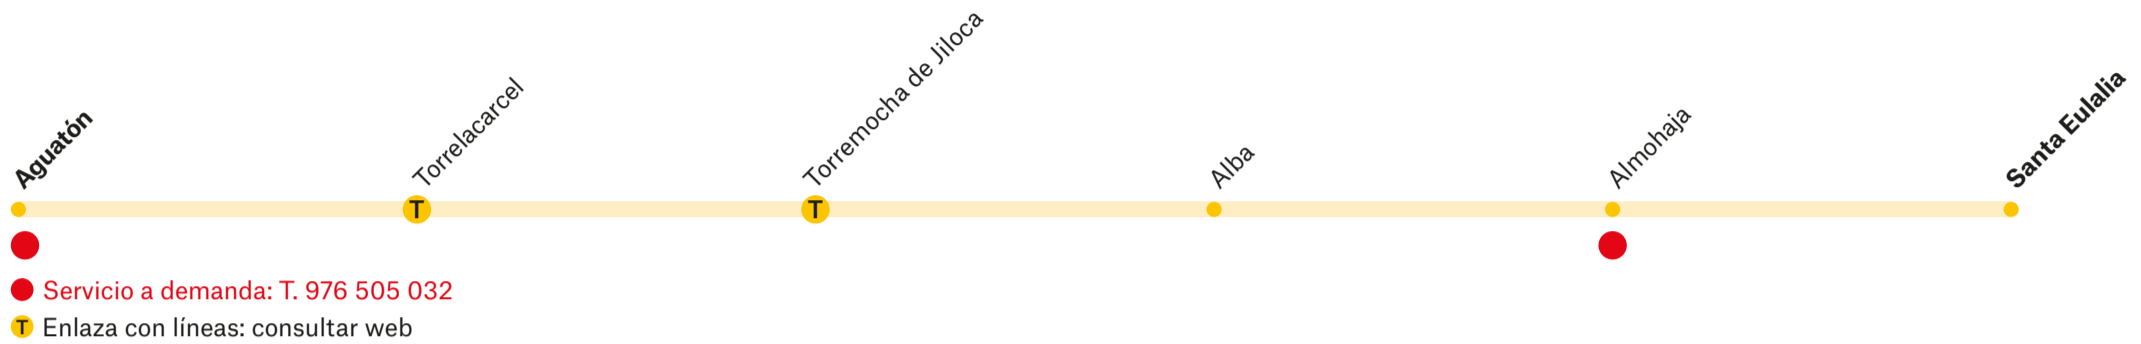 Aguatón
Torrelacarcel
Torremocha de Jiloca
Alba
Almohaja
Santa Eulalia
T
T
Servicio a demanda: T. 976 505 032
T Enlaza con líneas: consultar web